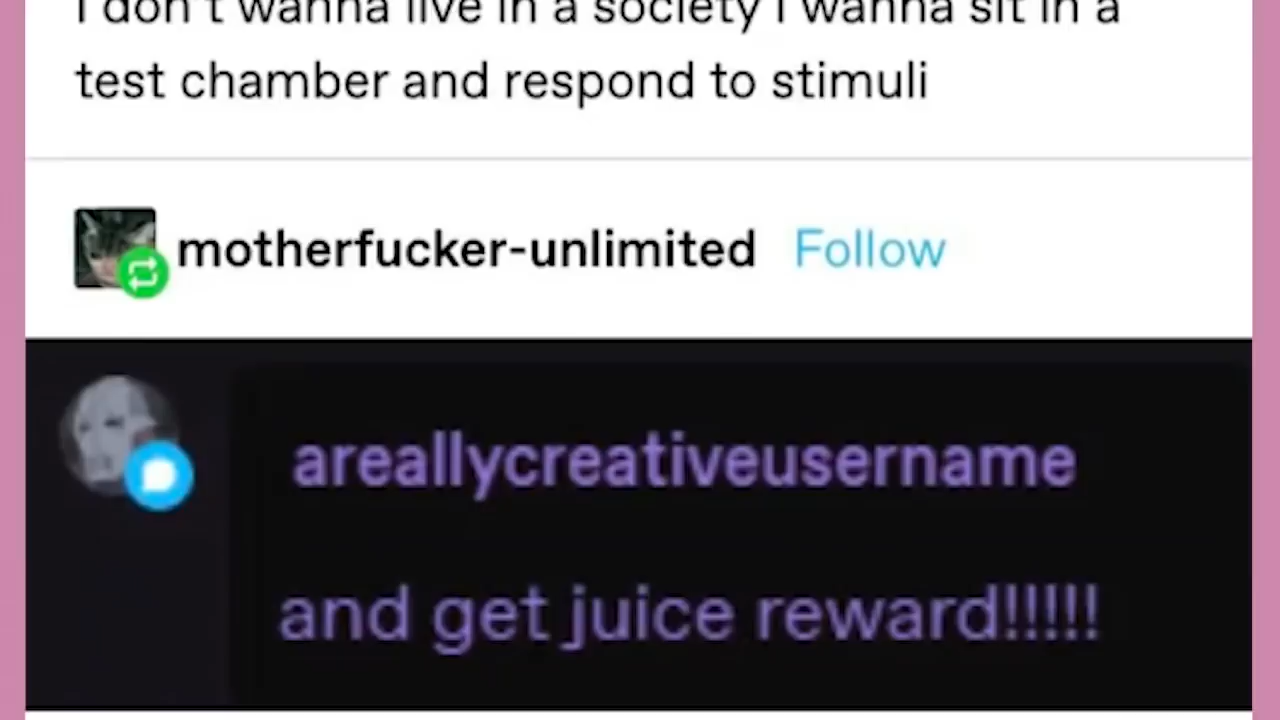 I don't wanna live in a society I wanna sit in a
test chamber and respond to stimuli
motherfucker-unlimited Follow
areallycreativeusername
and get juice reward!!!!!